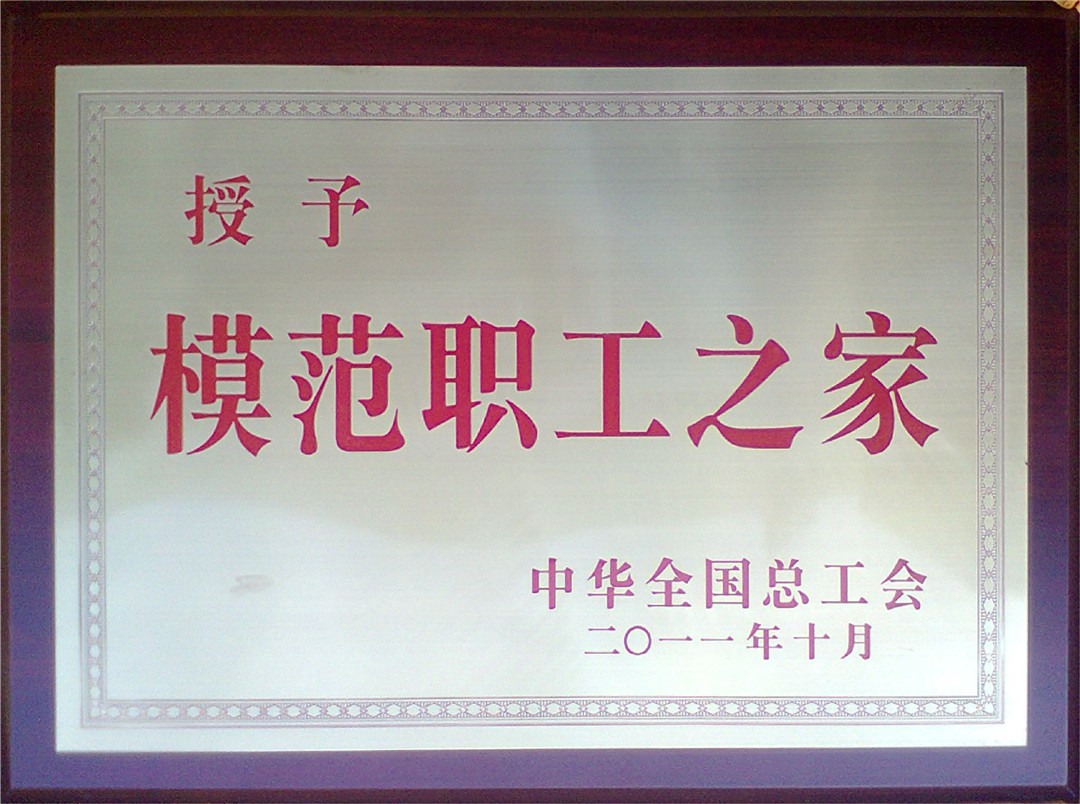 授予
模范职工之家
中华全国总工会
二〇一一年十月